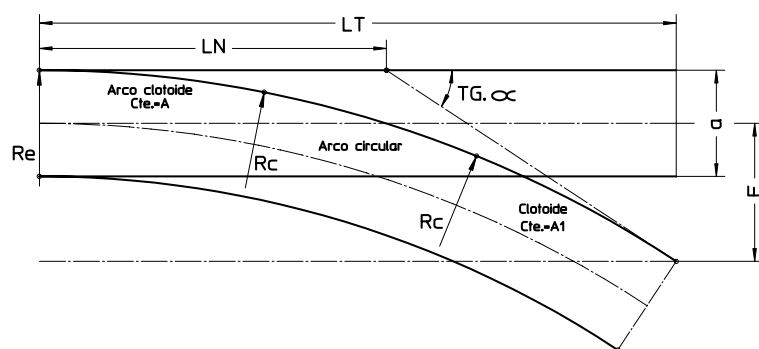 LT
LN
Arco clotoide
Cte.=A
TG. α
a
Arco circular
Re
Rc
F
Clotoide
Cte.=A1
Rc